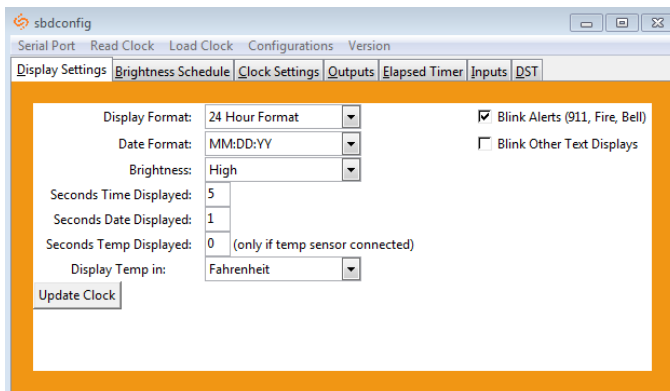 sbdconfig
Serial Port Read Clock Load Clock Configurations Version
Display Settings Brightness Schedule Clock Settings Outputs Elapsed Timer Inputs DST
Display Format: 24 Hour Format Blink Alerts (911, Fire, Bell)
Date Format: MM:DD:YY Blink Other Text Displays
Brightness: High
Seconds Time Displayed: 5
Seconds Date Displayed: 1
Seconds Temp Displayed: 0 (only if temp sensor connected)
Display Temp in: Fahrenheit
Update Clock